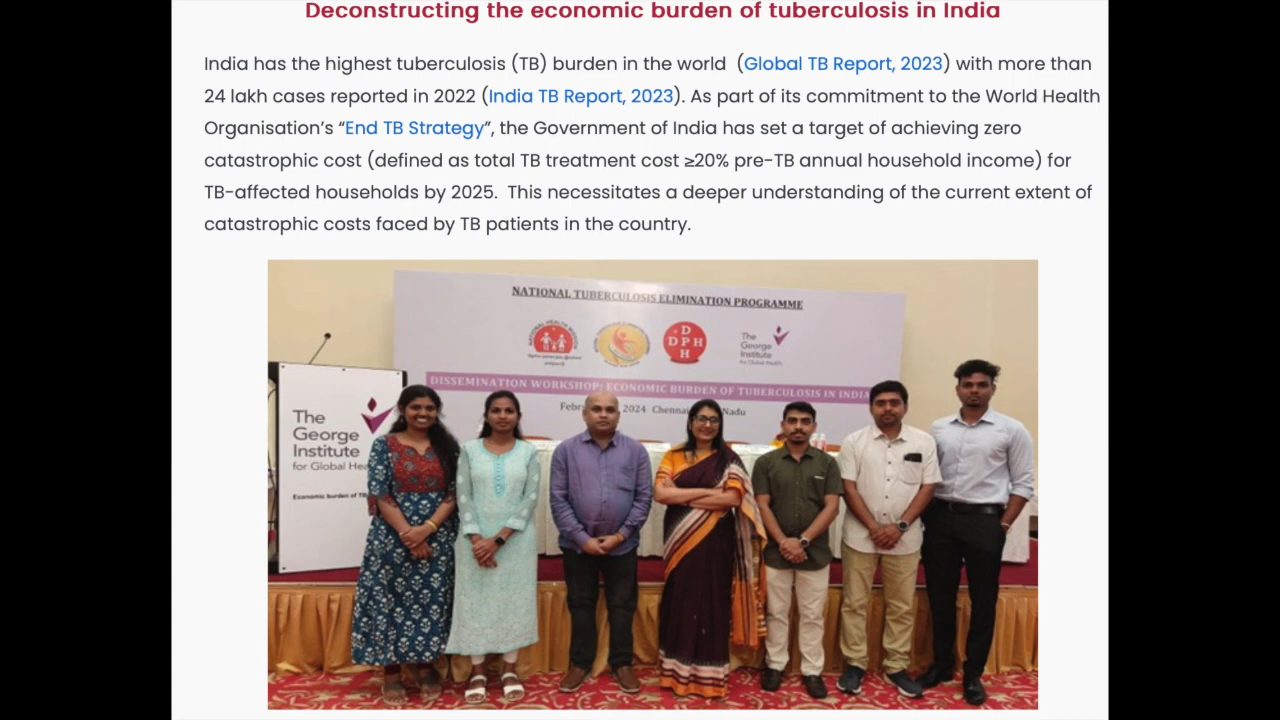 Deconstructing the economic burden of tuberculosis in India
India has the highest tuberculosis (TB) burden in the world (Global TB Report, 2023) with more than
24 lakh cases reported in 2022 (India TB Report, 2023). As part of its commitment to the World Health
Organisation’s “End TB Strategy”, the Government of India has set a target of achieving zero
catastrophic cost (defined as total TB treatment cost ≥20% pre-TB annual household income) for
TB-affected households by 2025. This necessitates a deeper understanding of the current extent of
catastrophic costs faced by TB patients in the country.
NATIONAL TUBERCULOSIS ELIMINATION PROGRAMME
NATIONAL HEALTH MISSION
D
DPH
H
The
George
Institute
for Global Health
DISSEMINATION WORKSHOP: ECONOMIC BURDEN OF TUBERCULOSIS IN INDIA
2024 Chennai Nadu
The
George
Institute
for Global Hea
Economic burden of TB